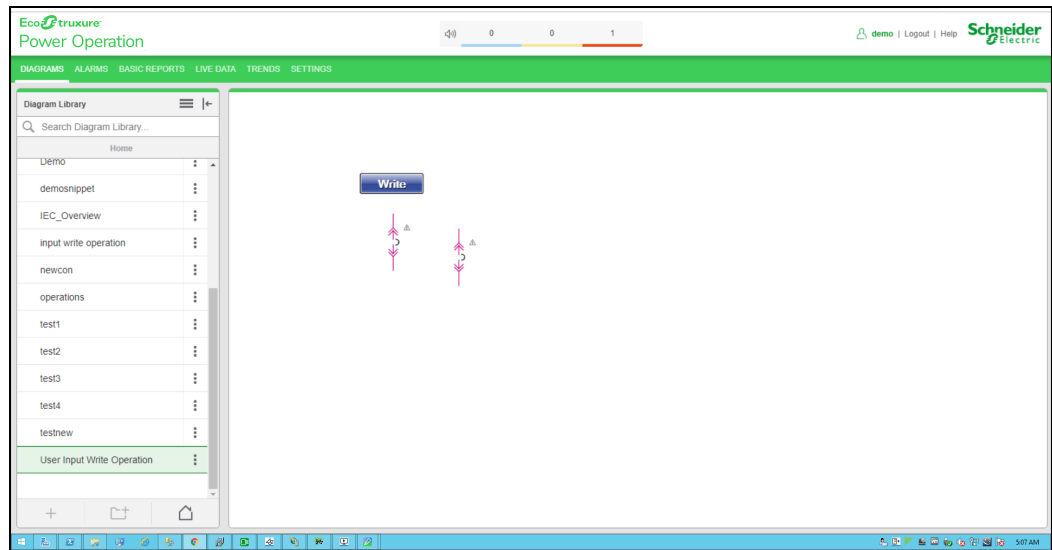 EcoStruxure
Power Operation
0 0 1
demo | Logout | Help
Schneider
Electric
DIAGRAMS ALARMS BASIC REPORTS LIVE DATA TRENDS SETTINGS
Diagram Library
Search Diagram Library...
Home
Demo
demosnippet
IEC_Overview
input write operation
newcon
operations
test1
test2
test3
test4
testnew
User Input Write Operation
Write
5:07 AM